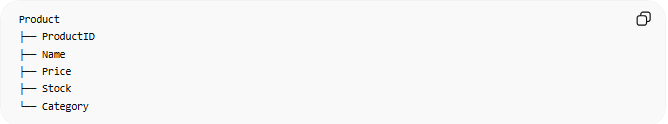 Product
├── ProductID
├── Name
├── Price
├── Stock
└── Category